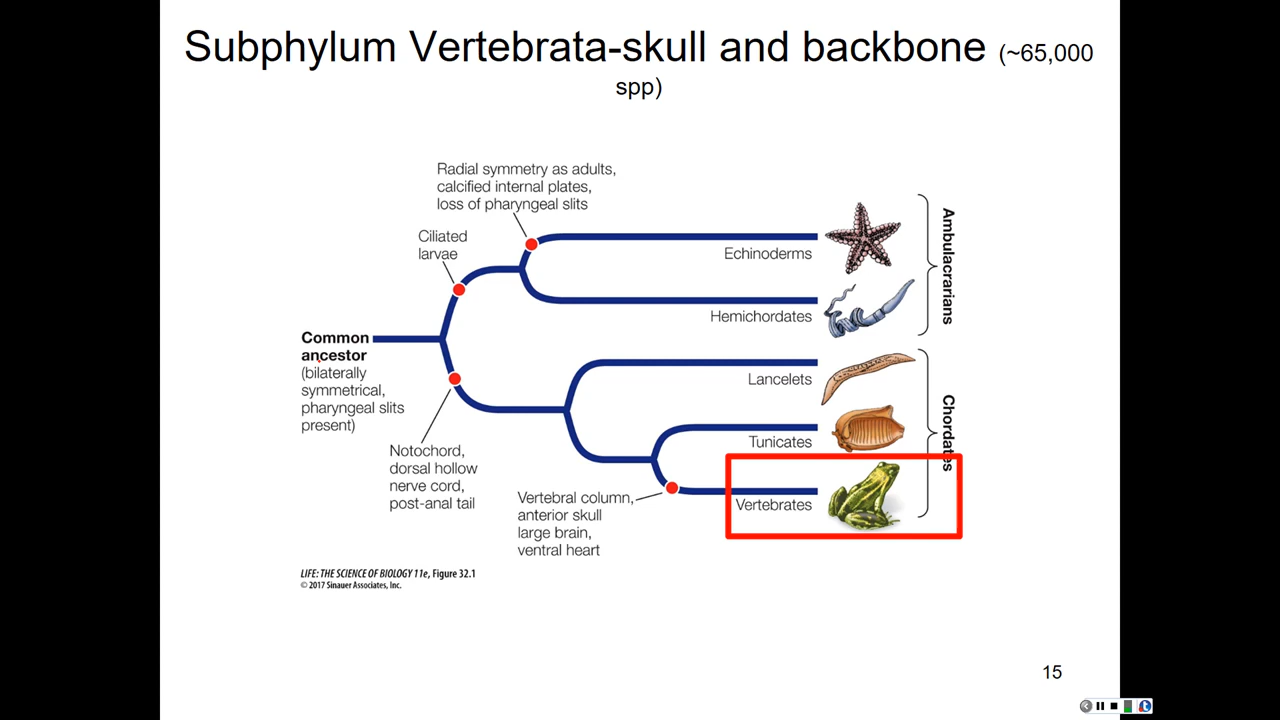 Subphylum Vertebrata-skull and backbone (~65,000
spp)
Radial symmetry as adults,
calcified internal plates,
loss of pharyngeal slits
Ciliated
larvae
Echinoderms
Hemichordates
Ambulacrarians
Common
ancestor
(bilaterally
symmetrical,
pharyngeal slits
present)
Lancelets
Tunicates
Vertebrates
Chordates
Notochord,
dorsal hollow
nerve cord,
post-anal tail
Vertebral column,
anterior skull
large brain,
ventral heart
LIFE: THE SCIENCE OF BIOLOGY 11e, Figure 32.1
© 2017 Sinauer Associates, Inc.
15